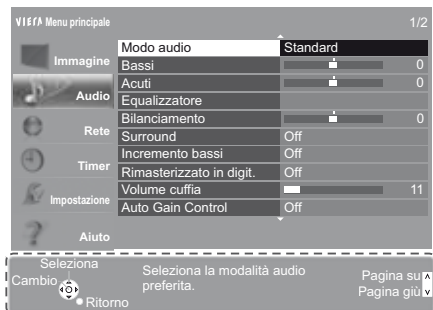 VIERA Menu principale 1/2
Immagine
Audio
Rete
Timer
Impostazione
Aiuto
Modo audio Standard
Bassi 0
Acuti 0
Equalizzatore
Bilanciamento 0
Surround Off
Incremento bassi Off
Rimasterizzato in digit. Off
Volume cuffia 11
Auto Gain Control Off
Seleziona
Cambio
Ritorno
Seleziona la modalità audio
preferita.
Pagina su
Pagina giù